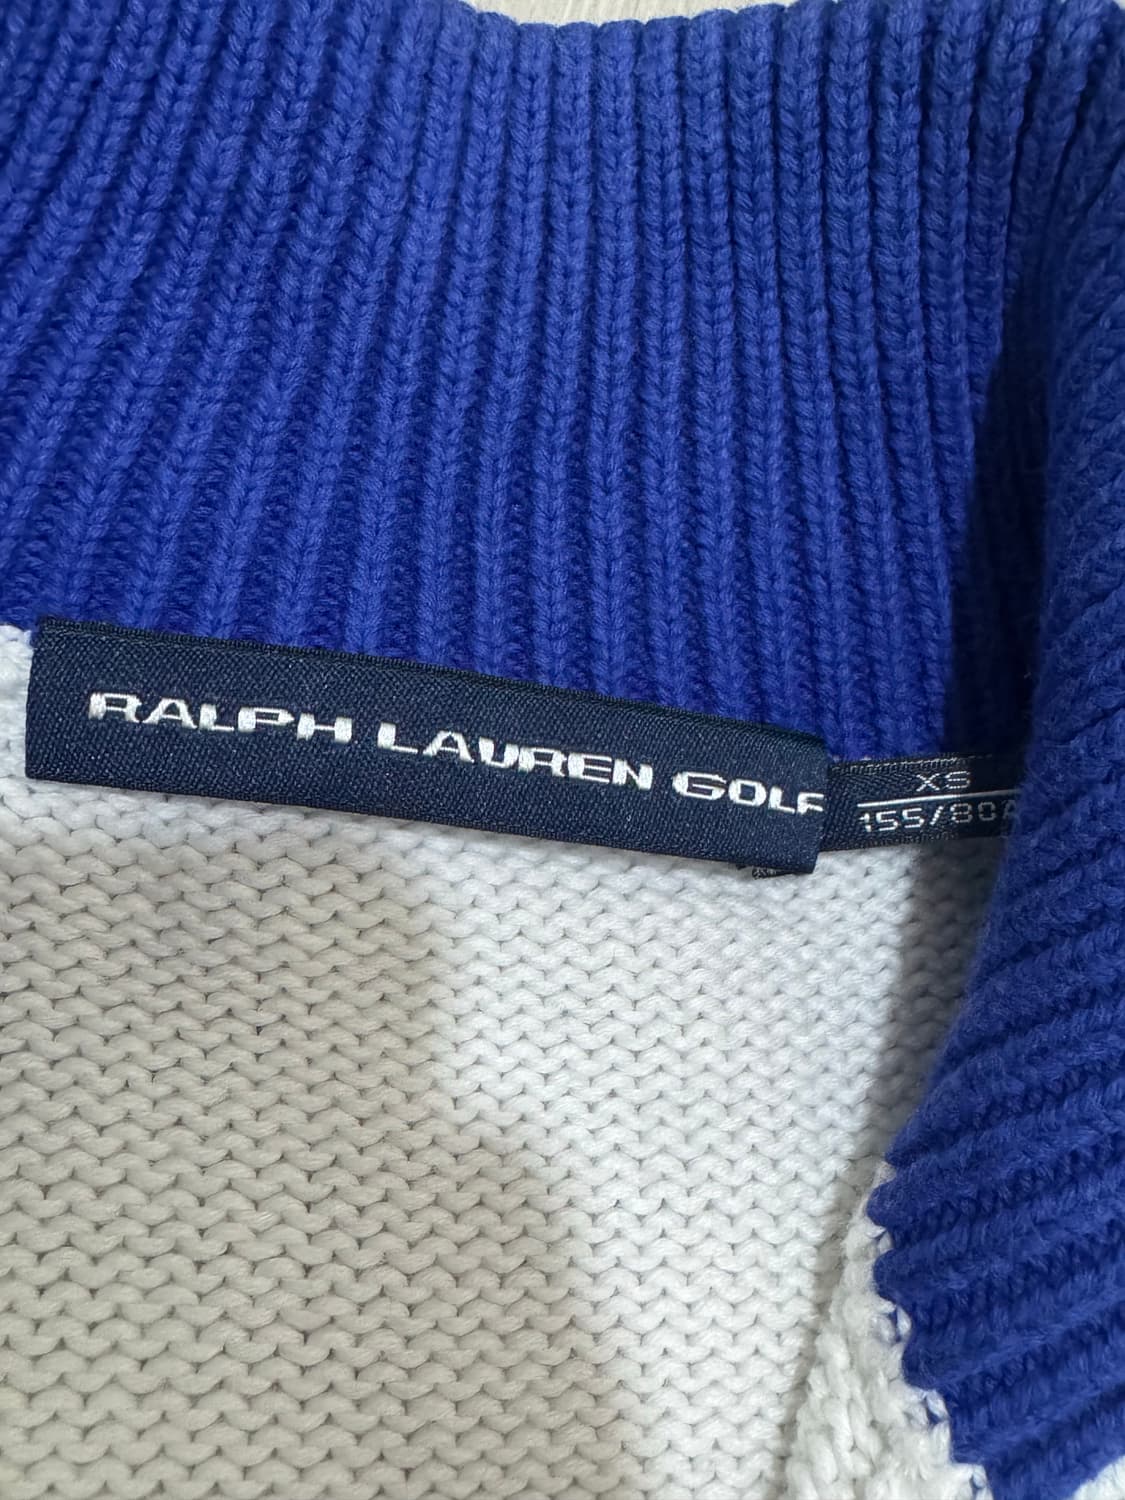 RALPH LAUREN GOLF
XS
155/80A